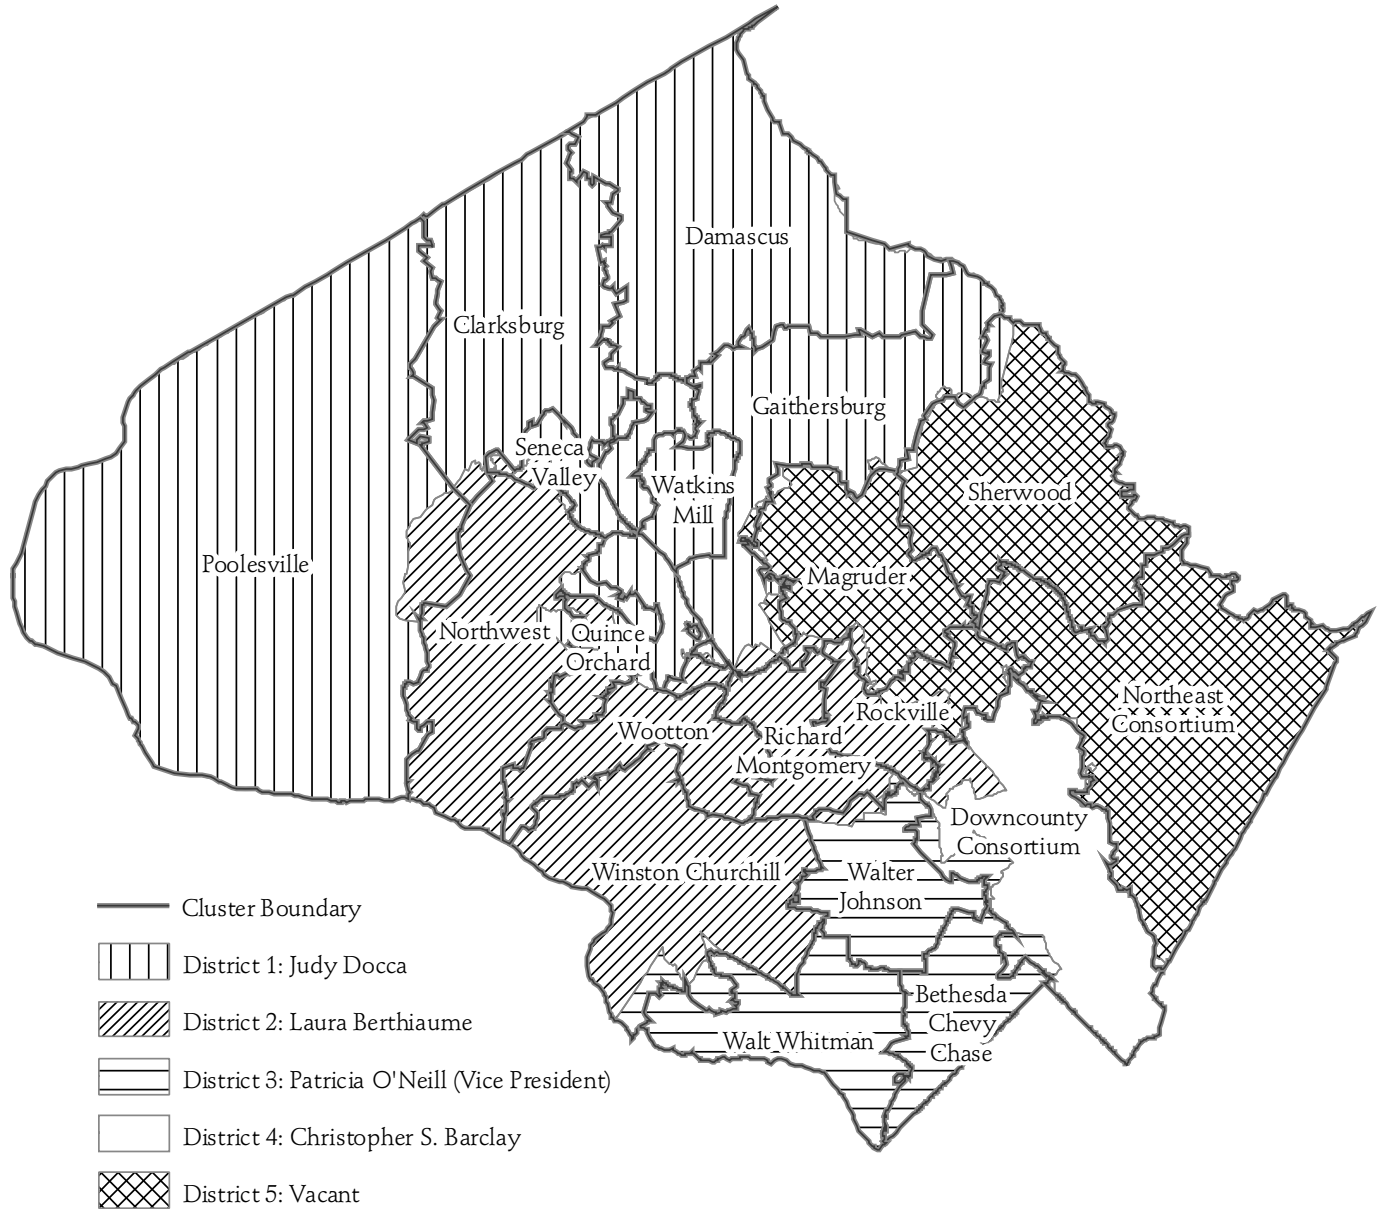 Damascus
Clarksburg
Gaithersburg
Seneca
Valley
Watkins
Mill
Sherwood
Poolesville
Magruder
Northwest
Quince
Orchard
Northeast
Consortium
Rockville
Wootton
Richard
Montgomery
Downcounty
Consortium
Winston Churchill
Walter
Johnson
Bethesda
Chevy
Chase
Walt Whitman
Cluster Boundary
District 1: Judy Docca
District 2: Laura Berthiaume
District 3: Patricia O'Neill (Vice President)
District 4: Christopher S. Barclay
District 5: Vacant